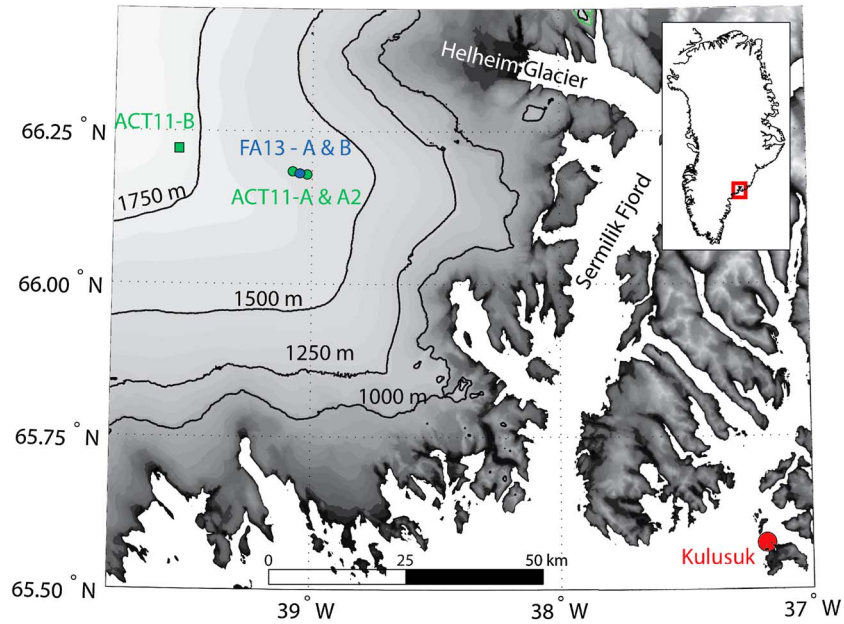 Helheim Glacier
ACT11-B
66.25° N
FA13 - A & B
ACT11-A & A2
1750 m
Sermilik Fjord
66.00° N
1500 m
1250 m
1000 m
65.75° N
Kulusuk
0 25 50 km
65.50° N
39° W 38° W 37° W